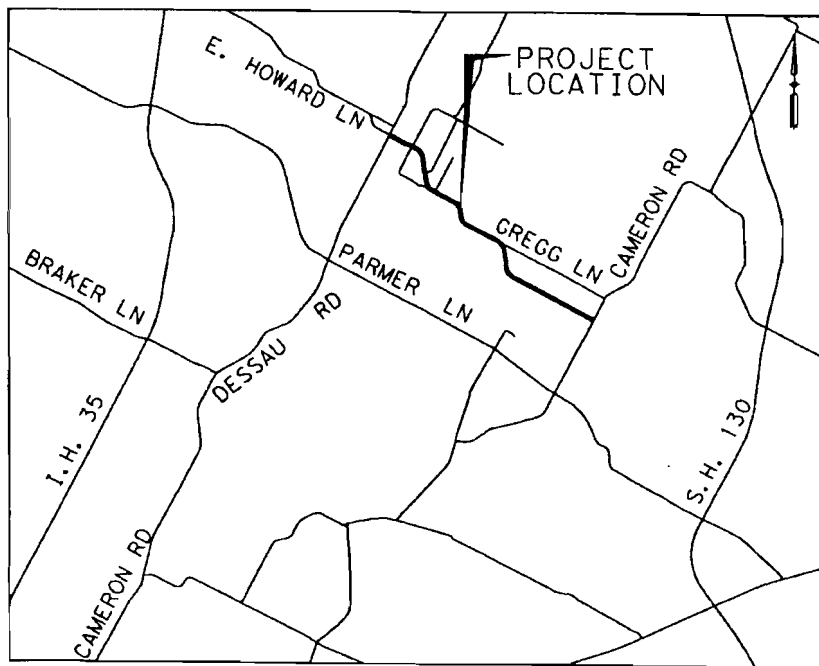 E. HOWARD LN
PROJECT
LOCATION
CAMERON RD
GREGG LN
PARMER LN
BRAKER LN
DESSAU RD
I.H. 35
S.H. 130
CAMERON RD